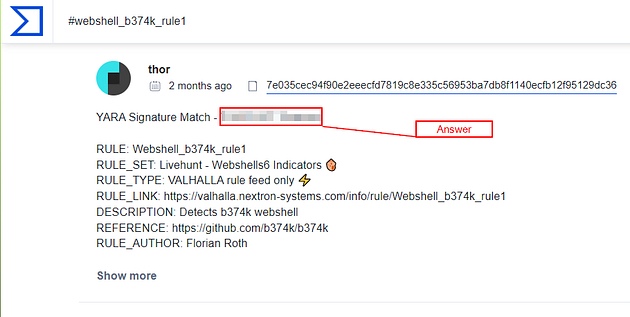 #webshell_b374k_rule1
thor
2 months ago 7e035cec94f90e2eeecfd7819c8e335c56953ba7db8f1140ecfb12f95129dc36
YARA Signature Match -
Answer
RULE: Webshell_b374k_rule1
RULE_SET: Livehunt - Webshells6 Indicators 🥔
RULE_TYPE: VALHALLA rule feed only ⚡
RULE_LINK: https://valhalla.nextron-systems.com/info/rule/Webshell_b374k_rule1
DESCRIPTION: Detects b374k webshell
REFERENCE: https://github.com/b374k/b374k
RULE_AUTHOR: Florian Roth
Show more